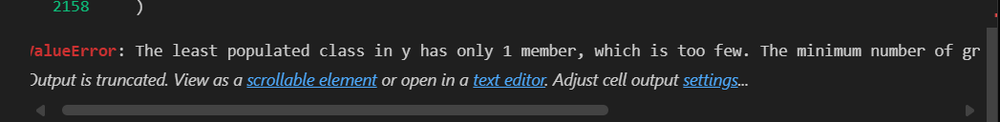 2158     )
ValueError: The least populated class in y has only 1 member, which is too few. The minimum number of gr
Output is truncated. View as a scrollable element or open in a text editor. Adjust cell output settings...